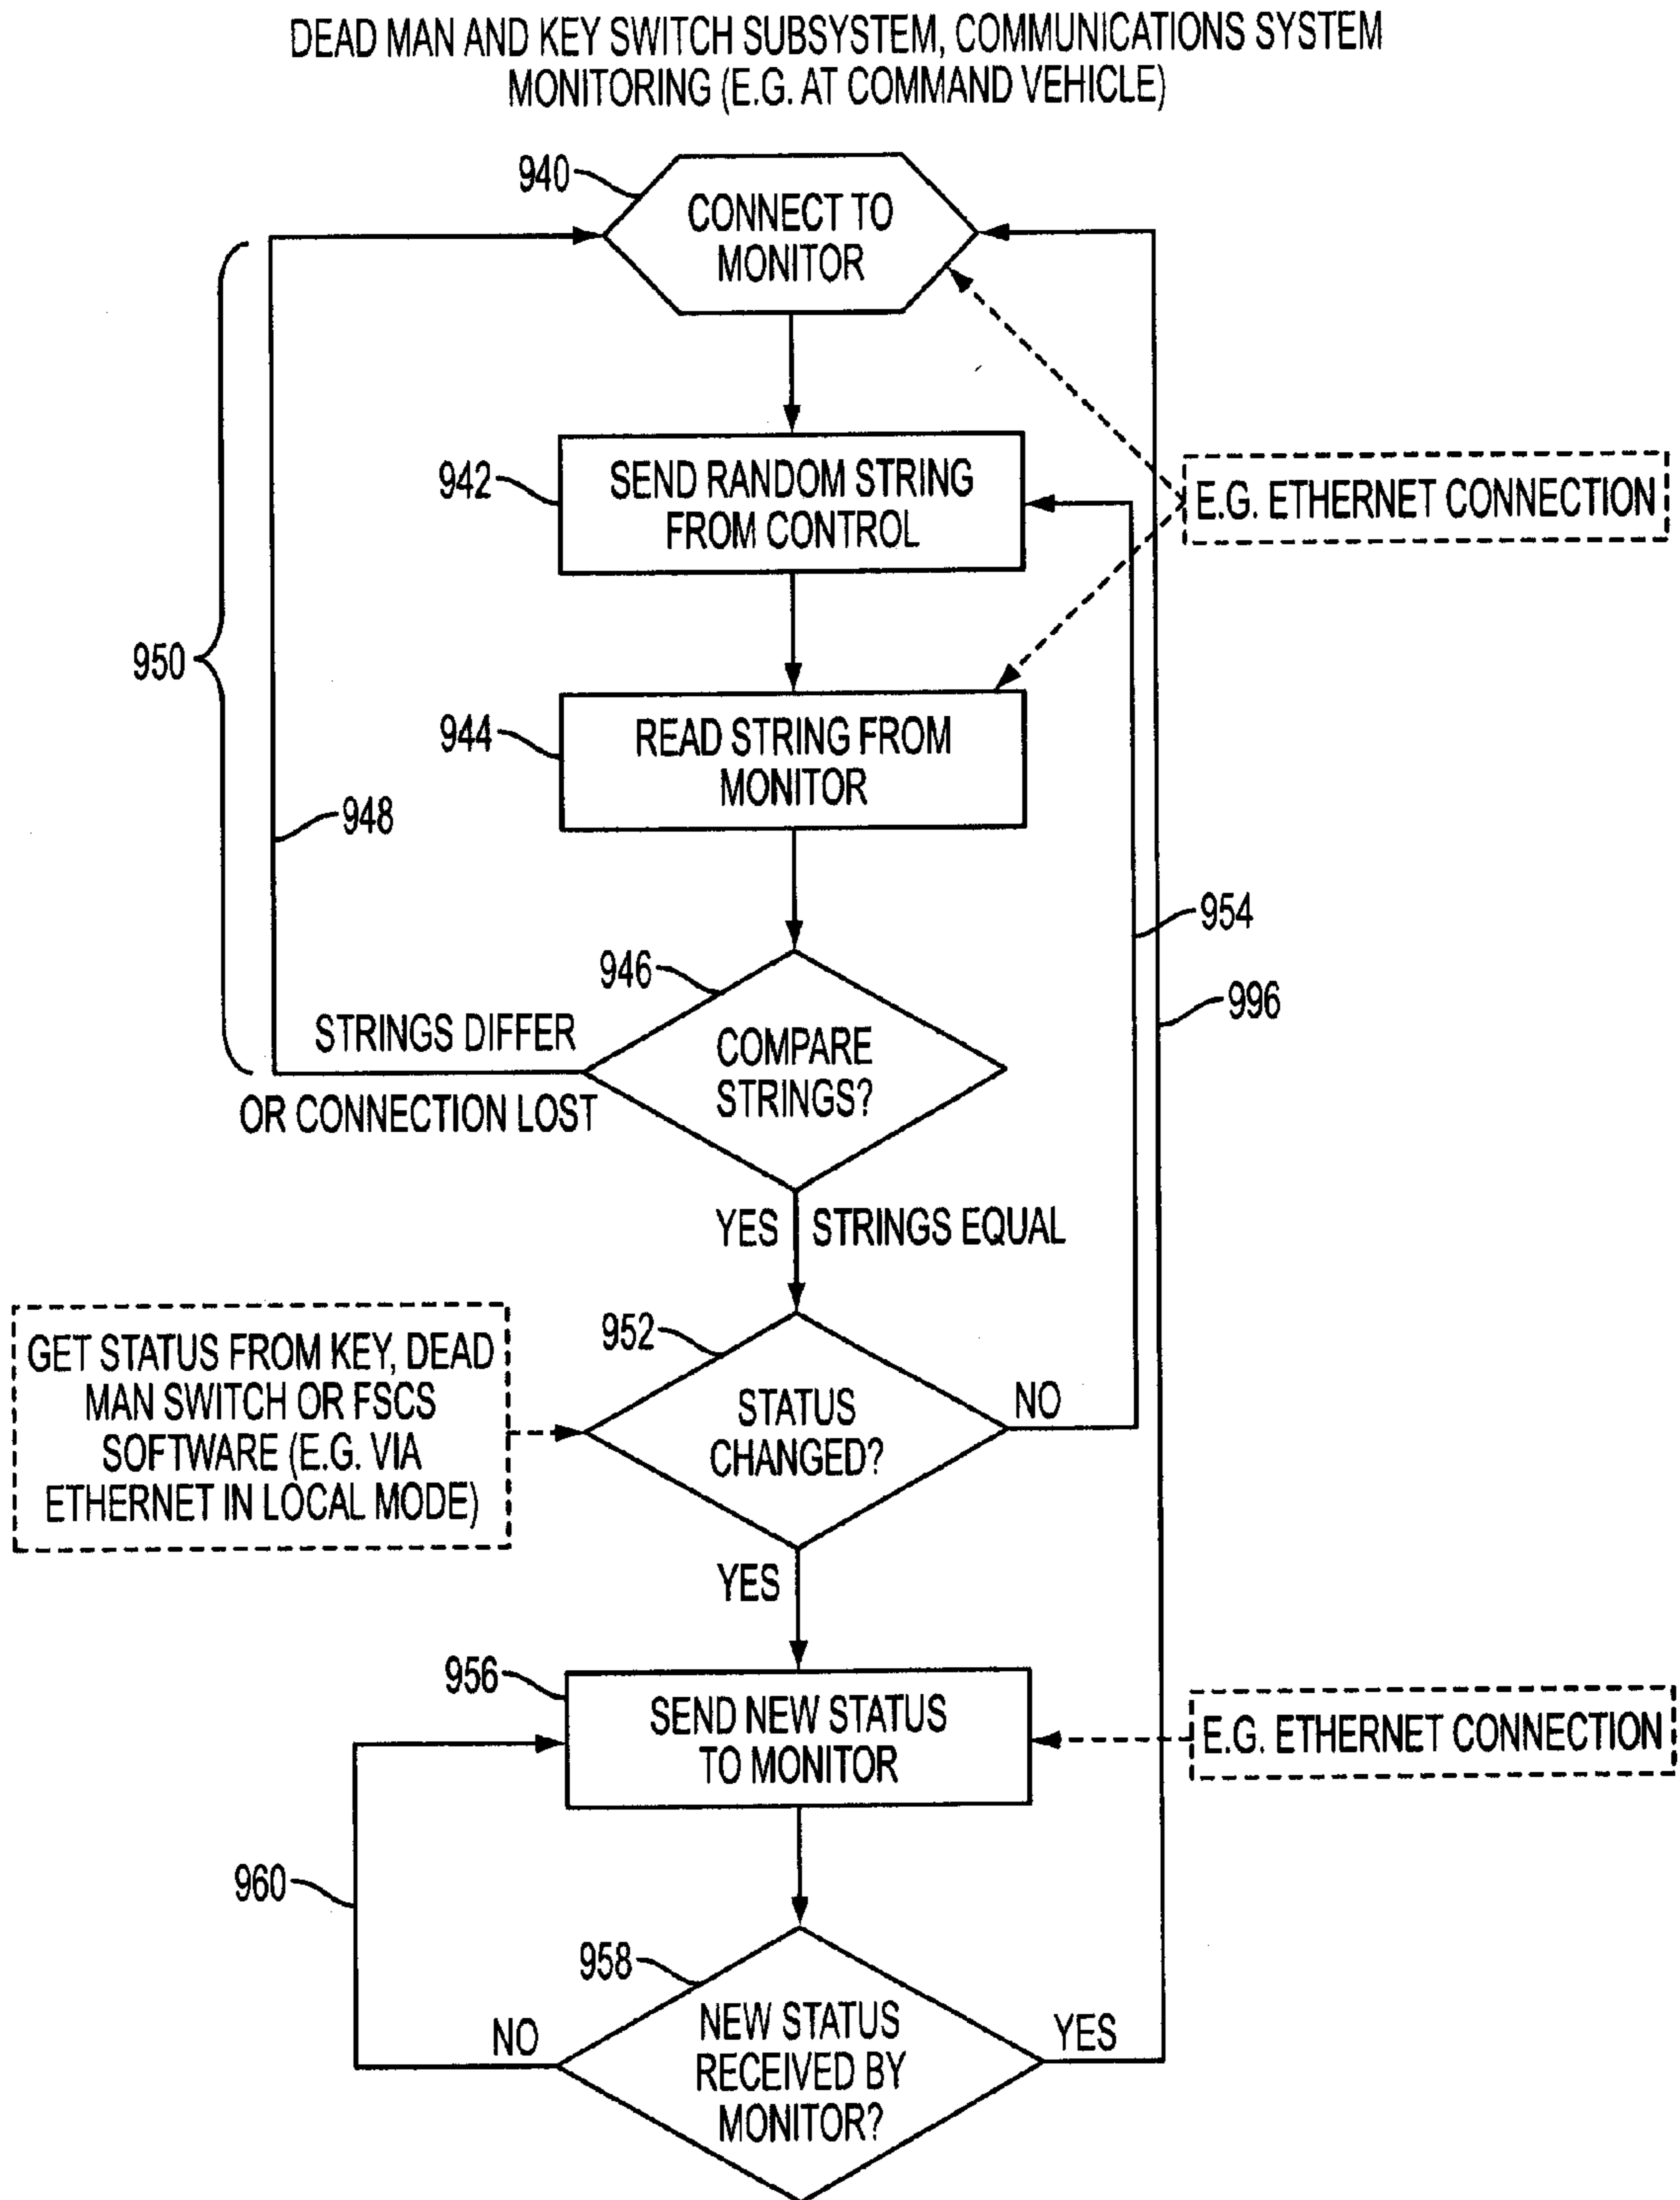 DEAD MAN AND KEY SWITCH SUBSYSTEM, COMMUNICATIONS SYSTEM
MONITORING (E.G. AT COMMAND VEHICLE)
940
CONNECT TO
MONITOR
942
SEND RANDOM STRING
FROM CONTROL
E.G. ETHERNET CONNECTION
950
944
READ STRING FROM
MONITOR
948
954
946
996
STRINGS DIFFER
OR CONNECTION LOST
COMPARE
STRINGS?
YES
STRINGS EQUAL
GET STATUS FROM KEY, DEAD
MAN SWITCH OR FSCS
SOFTWARE (E.G. VIA
ETHERNET IN LOCAL MODE)
952
STATUS
CHANGED?
NO
YES
956
SEND NEW STATUS
TO MONITOR
E.G. ETHERNET CONNECTION
960
958
NO
NEW STATUS
RECEIVED BY
MONITOR?
YES